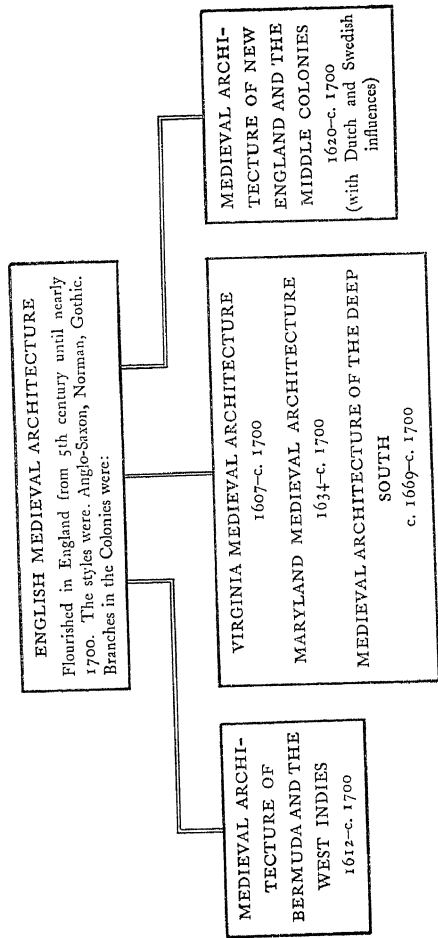 ENGLISH MEDIEVAL ARCHITECTURE
Flourished in England from 5th century until nearly
1700. The styles were. Anglo-Saxon, Norman, Gothic.
Branches in the Colonies were:
MEDIEVAL ARCHI-
TECTURE OF
BERMUDA AND THE
WEST INDIES
1612–c. 1700
VIRGINIA MEDIEVAL ARCHITECTURE
1607–c. 1700
MARYLAND MEDIEVAL ARCHITECTURE
1634–c. 1700
MEDIEVAL ARCHITECTURE OF THE DEEP
SOUTH
c. 1669–c. 1700
MEDIEVAL ARCHI-
TECTURE OF NEW
ENGLAND AND THE
MIDDLE COLONIES
1620–c. 1700
(with Dutch and Swedish
influences)